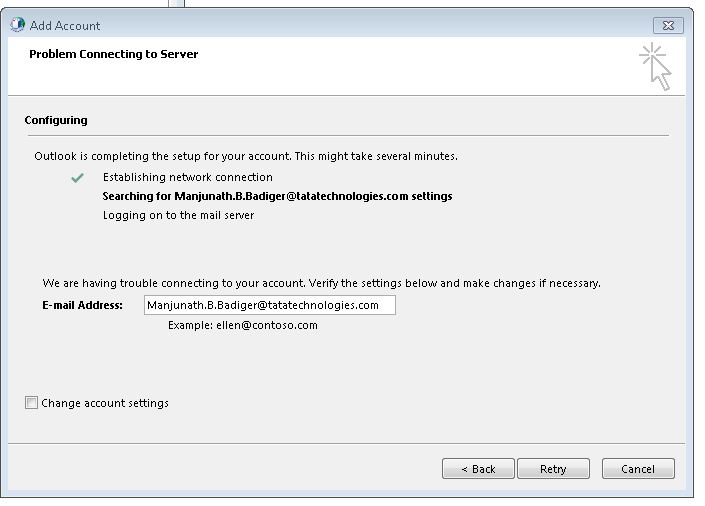 Add Account
Problem Connecting to Server
Configuring
Outlook is completing the setup for your account. This might take several minutes.
Establishing network connection
Searching for Manjunath.B.Badiger@tatatechnologies.com settings
Logging on to the mail server
We are having trouble connecting to your account. Verify the settings below and make changes if necessary.
E-mail Address: Manjunath.B.Badiger@tatatechnologies.com
Example: ellen@contoso.com
Change account settings
< Back Retry Cancel